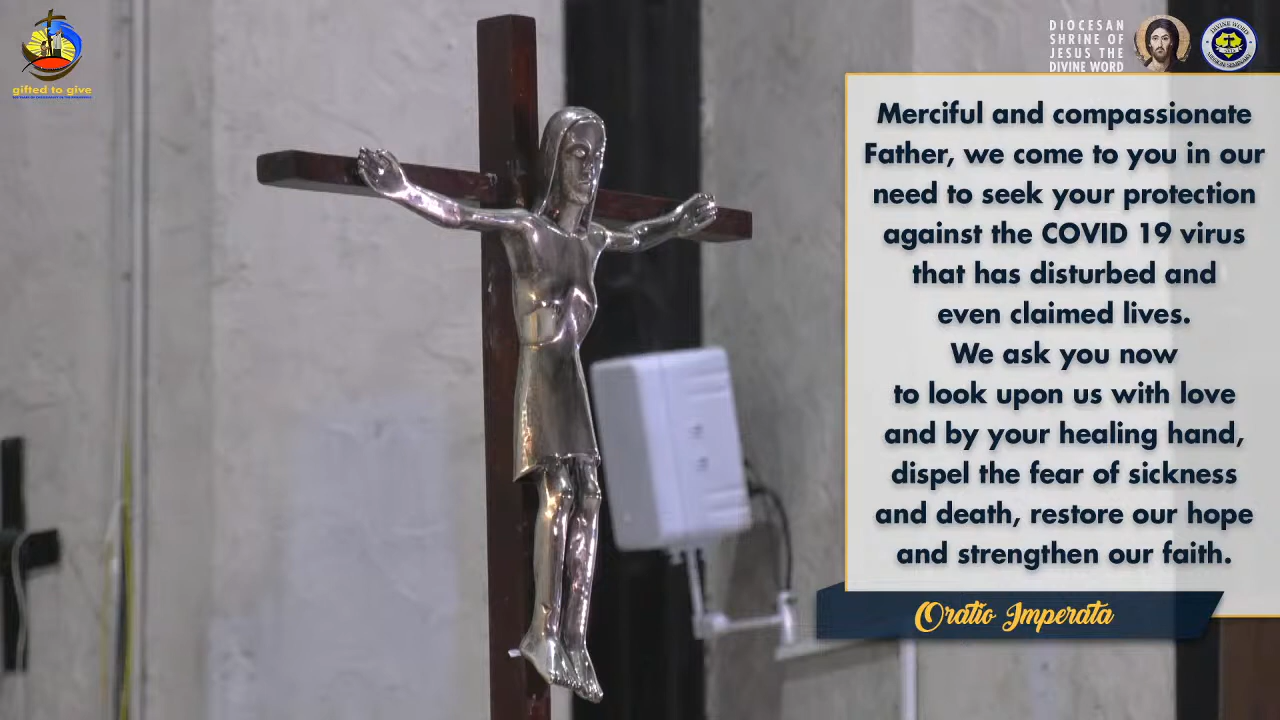 gifted to give
DIOCESAN
SHRINE OF
JESUS THE
DIVINE WORD
Merciful and compassionate
Father, we come to you in our
need to seek your protection
against the COVID 19 virus
that has disturbed and
even claimed lives.
We ask you now
to look upon us with love
and by your healing hand,
dispel the fear of sickness
and death, restore our hope
and strengthen our faith.
Oratio Imperata